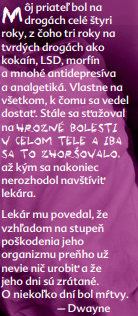 Môj priateľ bol na
drogách celé štyri
roky, z čoho tri roky na
tvrdých drogách ako
kokaín, LSD, morfín
a mnohé antidepresíva
a analgetiká. Vlastne na
všetkom, k čomu sa vedel
dostať. Stále sa sťažoval
na HROZNÉ BOLESTI
V CELOM TELE A IBA
SA TO ZHORŠOVALO,
až kým sa nakoniec
nerozhodol navštíviť
lekára.
Lekár mu povedal, že
vzhľadom na stupeň
poškodenia jeho
organizmu preňho už
nevie nič urobiť a že
jeho dni sú zrátané.
O niekoľko dní bol mŕtvy.
— Dwayne